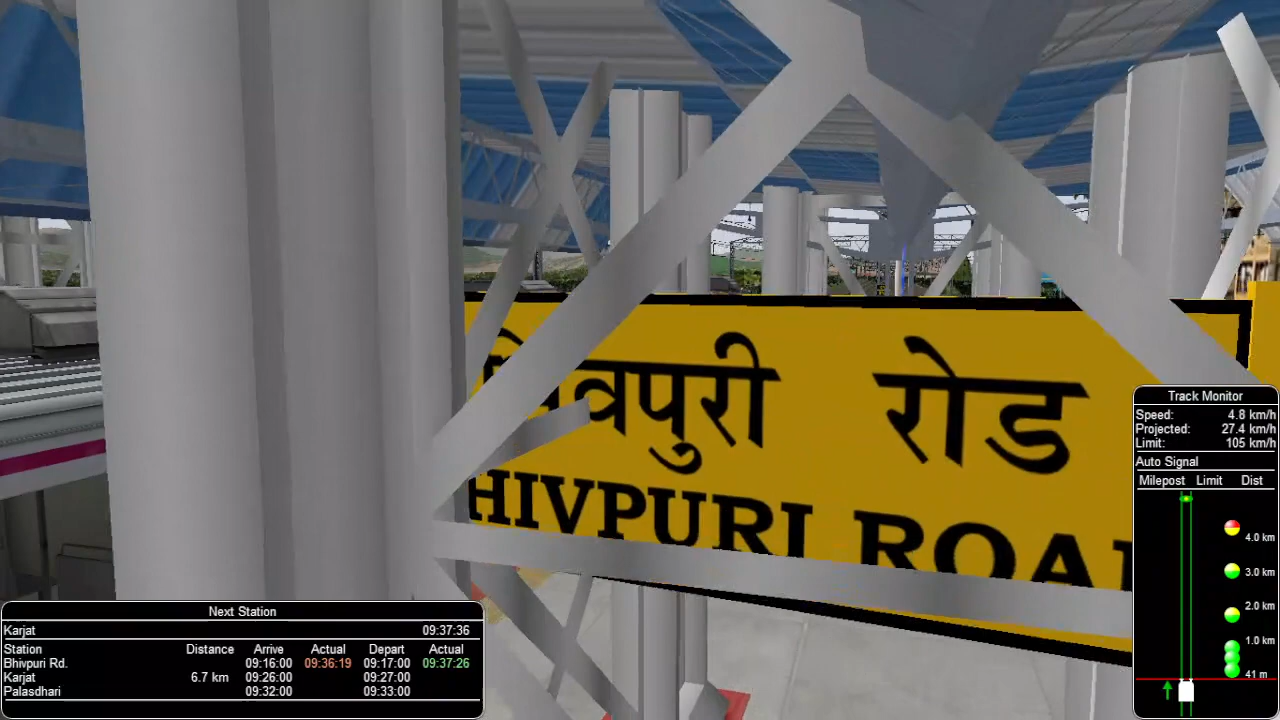 भिवपुरी रोड
HIVPURI ROA
Track Monitor
Speed: 4.8 km/h
Projected: 27.4 km/h
Limit: 105 km/h
Auto Signal
Milepost Limit Dist
4.0 km
3.0 km
2.0 km
1.0 km
41 m
Next Station
Karjat 09:37:36
Station Distance Arrive Actual Depart Actual
Bhivpuri Rd. 09:16:00 09:36:19 09:17:00 09:37:26
Karjat 6.7 km 09:26:00 09:27:00
Palasdhari 09:32:00 09:33:00